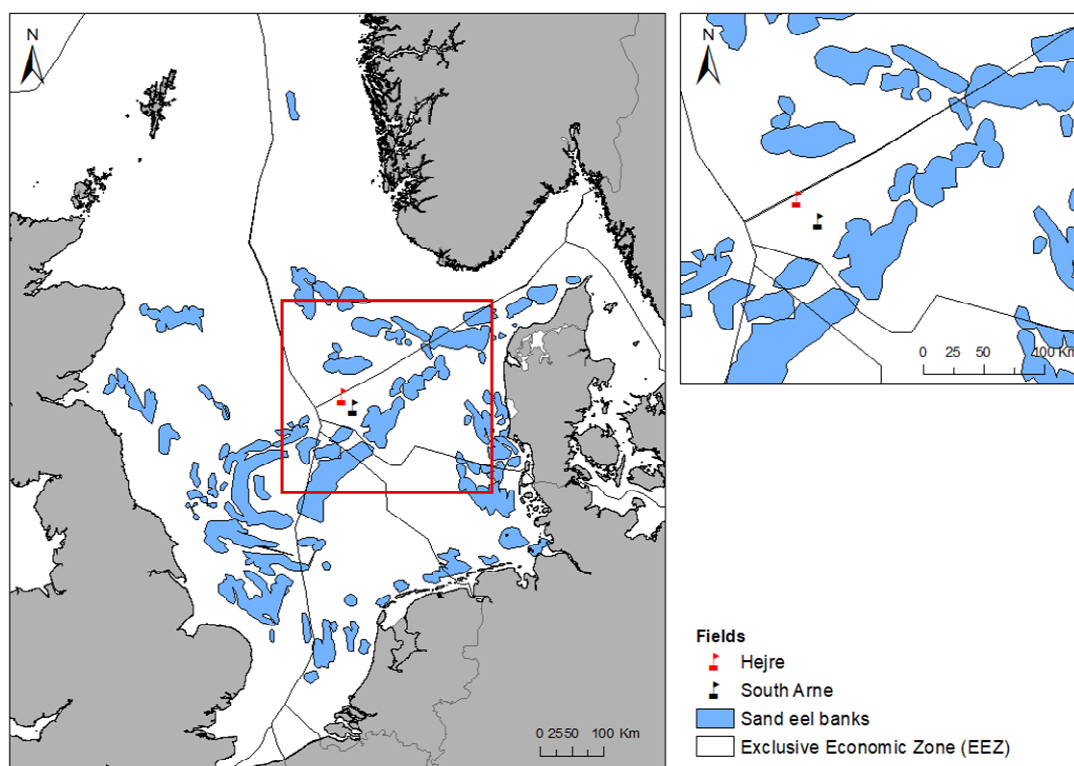 N
0 2550 100 Km
N
0 25 50 100 Km
Fields
Hejre
South Arne
Sand eel banks
Exclusive Economic Zone (EEZ)